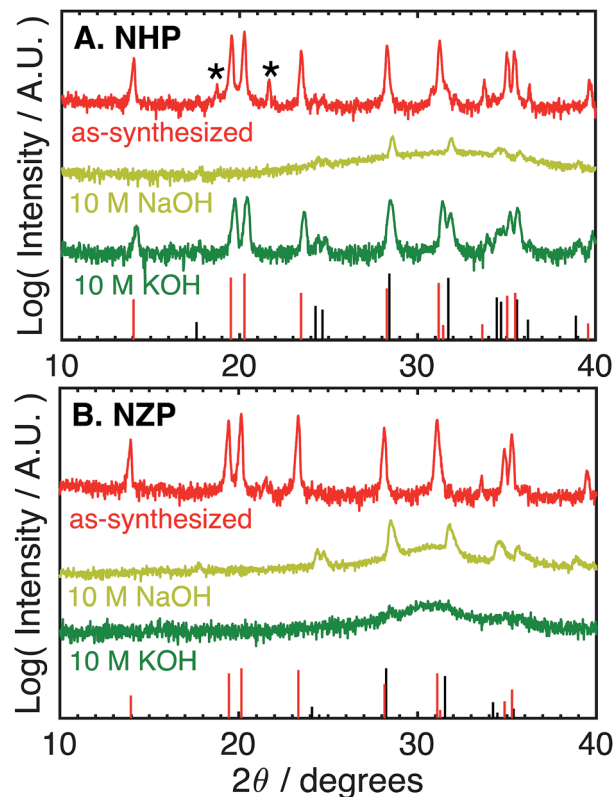 A. NHP
*
*
as-synthesized
10 M NaOH
10 M KOH
Log( Intensity / A.U. )
10
20
30
40
B. NZP
as-synthesized
10 M NaOH
10 M KOH
Log( Intensity / A.U. )
10
20
30
40
2θ / degrees